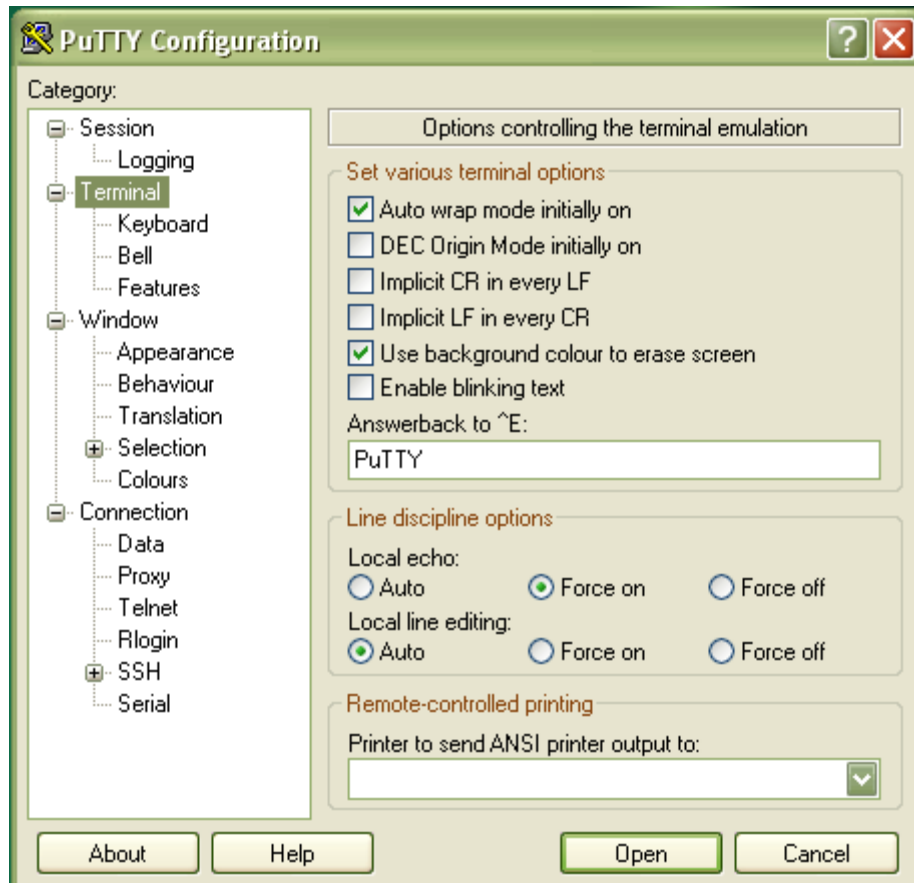 PuTTY Configuration
Category:
Session
Logging
Terminal
Keyboard
Bell
Features
Window
Appearance
Behaviour
Translation
Selection
Colours
Connection
Data
Proxy
Telnet
Rlogin
SSH
Serial
Options controlling the terminal emulation
Set various terminal options
Auto wrap mode initially on
DEC Origin Mode initially on
Implicit CR in every LF
Implicit LF in every CR
Use background colour to erase screen
Enable blinking text
Answerback to ^E:
PuTTY
Line discipline options
Local echo:
Auto Force on Force off
Local line editing:
Auto Force on Force off
Remote-controlled printing
Printer to send ANSI printer output to:
About Help Open Cancel